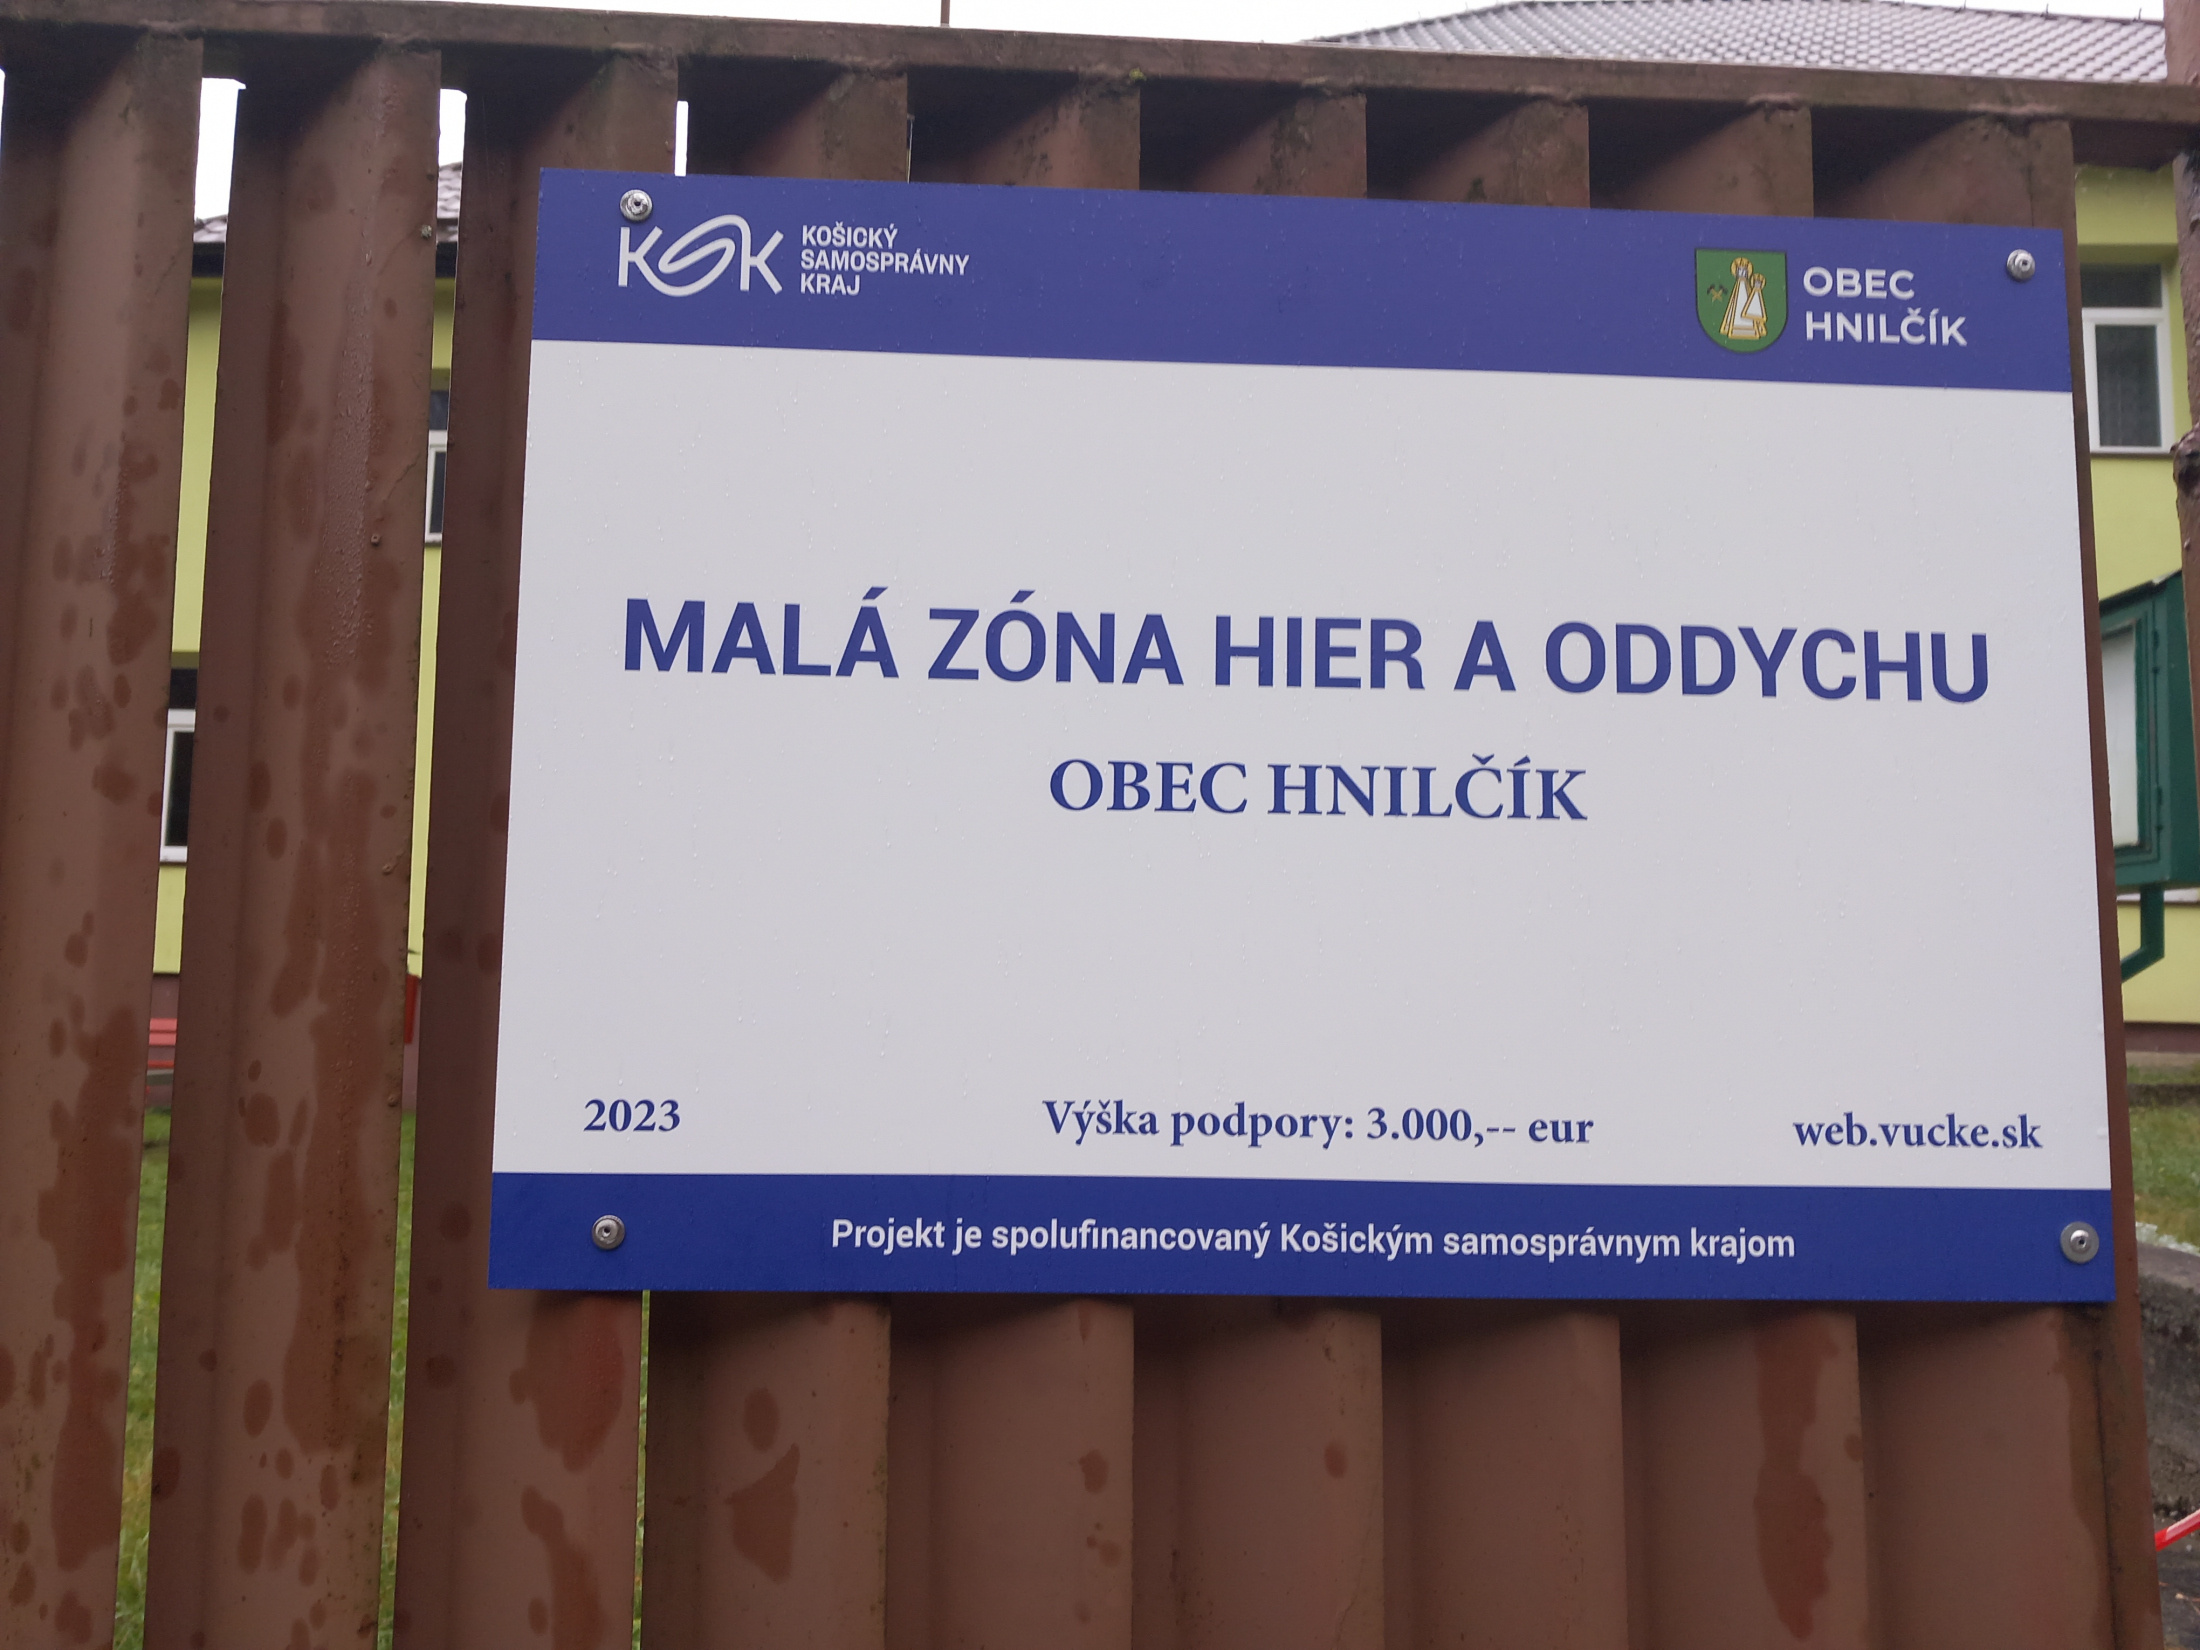 KSK
KOŠICKÝ
SAMOSPRÁVNY
KRAJ
OBEC
HNILČÍK
MALÁ ZÓNA HIER A ODDYCHU
OBEC HNILČÍK
2023
Výška podpory: 3.000,-- eur
web.vucke.sk
Projekt je spolufinancovaný Košickým samosprávnym krajom